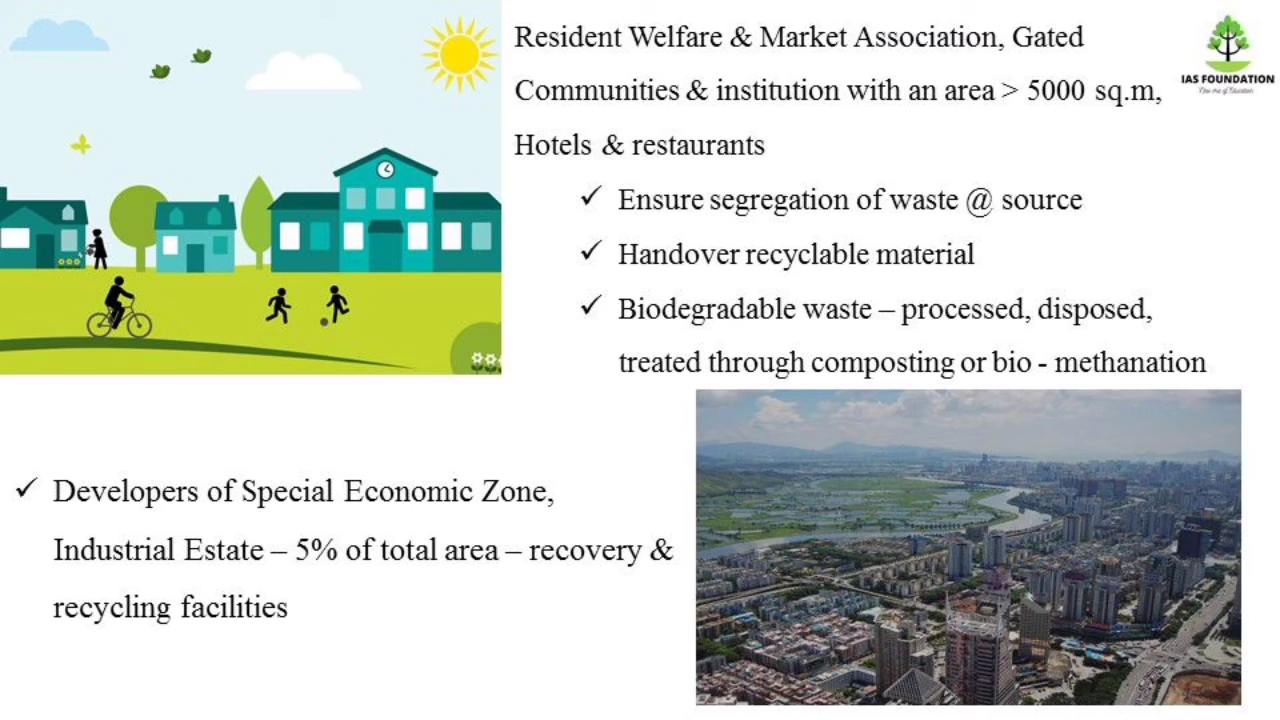 Resident Welfare & Market Association, Gated
Communities & institution with an area > 5000 sq.m,
Hotels & restaurants
✓ Ensure segregation of waste @ source
✓ Handover recyclable material
✓ Biodegradable waste – processed, disposed,
treated through composting or bio - methanation
IAS FOUNDATION
✓ Developers of Special Economic Zone,
Industrial Estate – 5% of total area – recovery &
recycling facilities